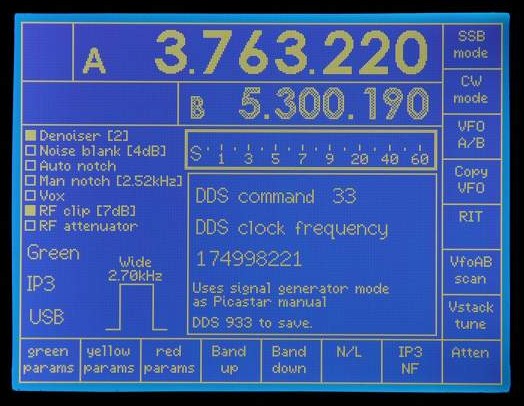 A 3.763.220
B 5.300.190
SSB
mode
CW
mode
VFO
A/B
Copy
VFO
RIT
VfoAB
scan
Vstack
tune
Atten
Denoiser [2]
Noise blank [4dB]
Auto notch
Man notch [2.52kHz]
Vox
RF clip [7dB]
RF attenuator
S 1 3 5 7 9 20 40 60
DDS command 33
DDS clock frequency
174998221
Uses signal generator mode
as Picastar manual
DDS 933 to save.
Green
IP3
USB
Wide
2.70kHz
green
params
yellow
params
red
params
Band
up
Band
down
N/L
IP3
NF